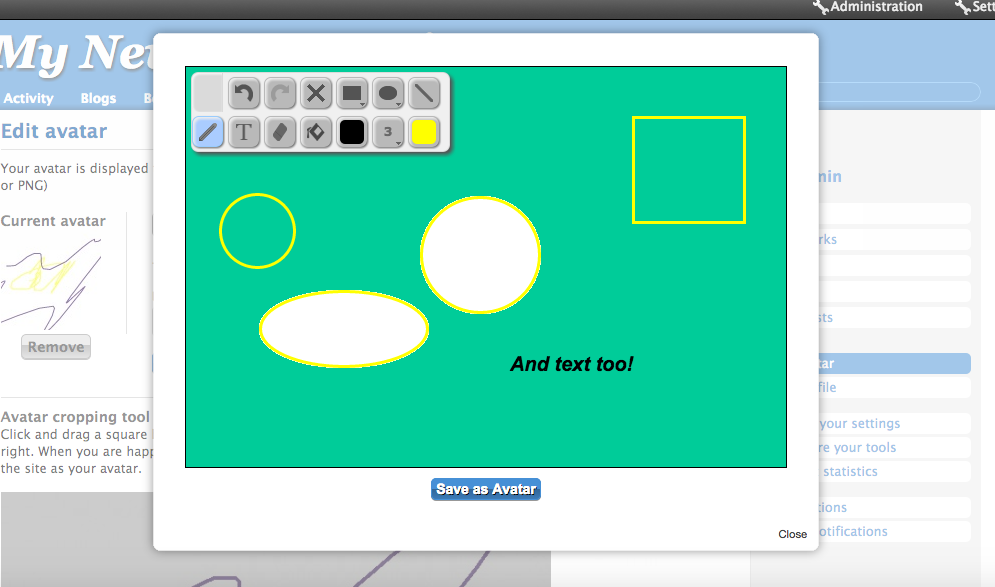 Administration
Sett
My Ne
Activity Blogs B
Edit avatar
Your avatar is displayed
or PNG)
Current avatar
Remove
Avatar cropping tool
Click and drag a square
right. When you are happ
the site as your avatar.
T
3
And text too!
Save as Avatar
Close
min
rks
sts
tar
file
your settings
re your tools
statistics
tions
otifications